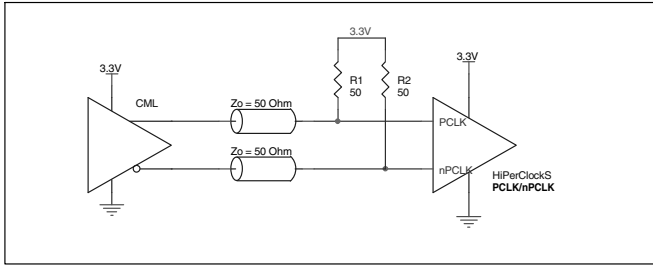 3.3V
3.3V
3.3V
R1
50
R2
50
CML
Zo = 50 Ohm
PCLK
Zo = 50 Ohm
nPCLK
HiPerClockS
PCLK/nPCLK